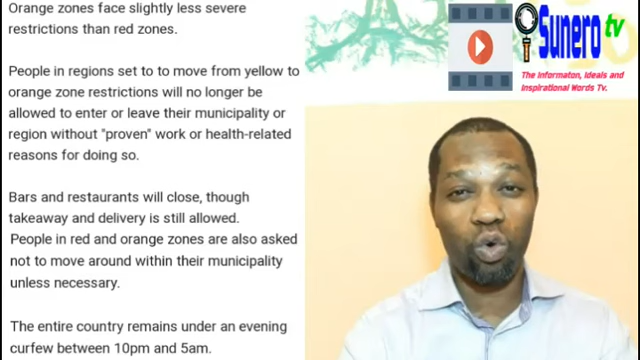 Orange zones face slightly less severe
restrictions than red zones.
People in regions set to to move from yellow to
orange zone restrictions will no longer be
allowed to enter or leave their municipality or
region without "proven" work or health-related
reasons for doing so.
Bars and restaurants will close, though
takeaway and delivery is still allowed.
People in red and orange zones are also asked
not to move around within their municipality
unless necessary.
The entire country remains under an evening
curfew between 10pm and 5am.
Sunero tv
The Informaton, Ideals and
Inspirational Words Tv.